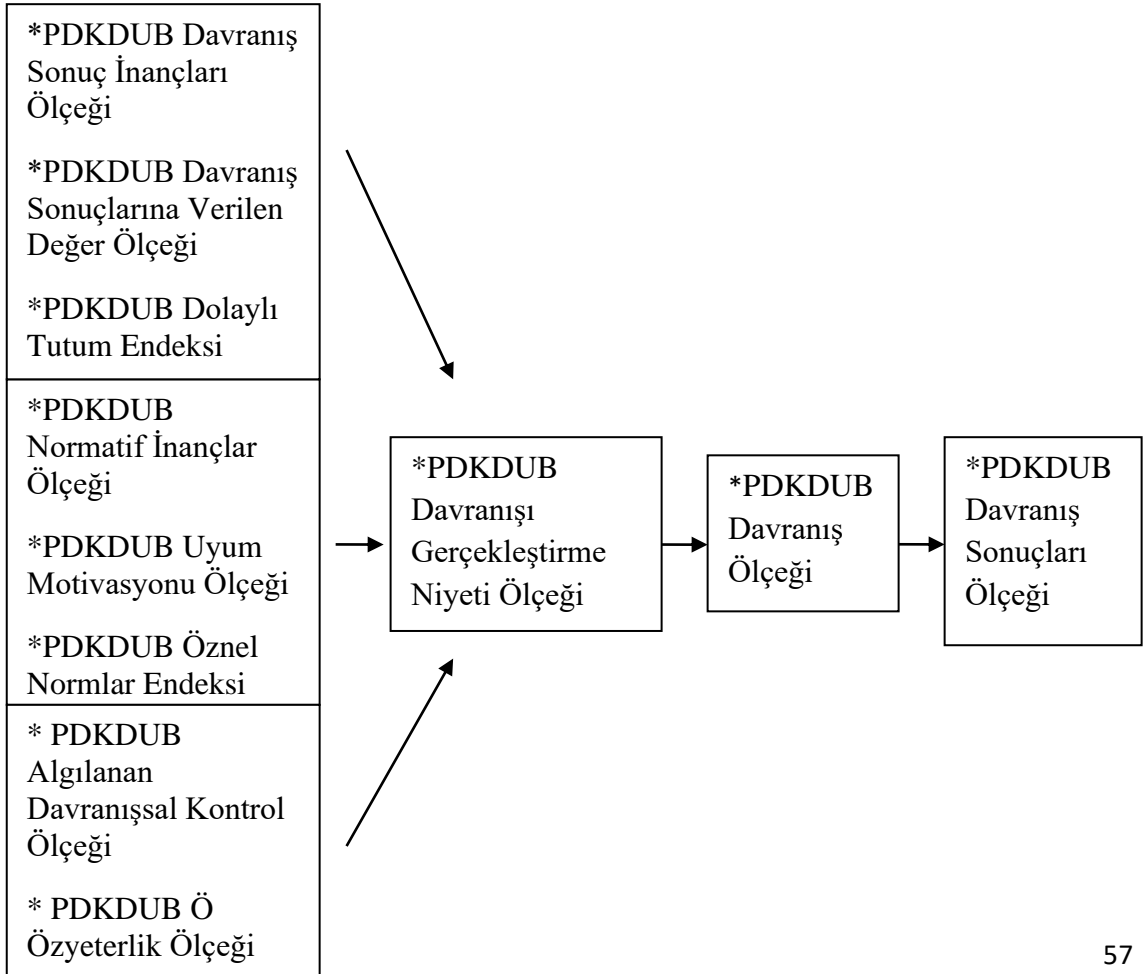 *PDKDUB Davranış
Sonuç İnançları
Ölçeği
*PDKDUB Davranış
Sonuçlarına Verilen
Değer Ölçeği
*PDKDUB Dolaylı
Tutum Endeksi
*PDKDUB
Normatif İnançlar
Ölçeği
*PDKDUB Uyum
Motivasyonu Ölçeği
*PDKDUB Öznel
Normlar Endeksi
* PDKDUB
Algılanan
Davranışsal Kontrol
Ölçeği
* PDKDUB Ö
Özyeterlik Ölçeği
*PDKDUB
Davranışı
Gerçekleştirme
Niyeti Ölçeği
*PDKDUB
Davranış
Ölçeği
*PDKDUB
Davranış
Sonuçları
Ölçeği
57